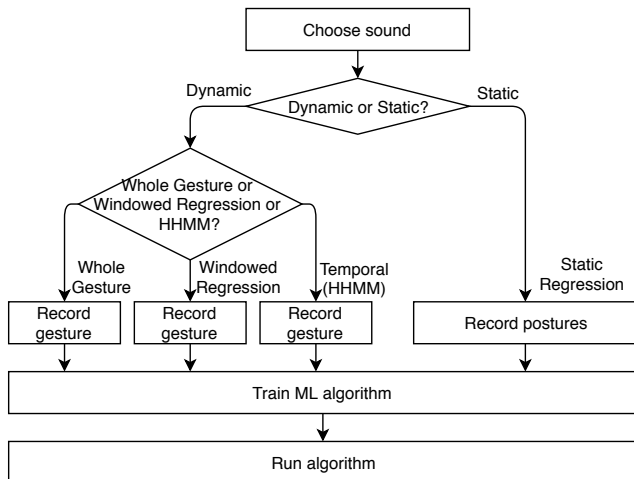 Choose sound
Dynamic
Dynamic or Static?
Static
Whole Gesture or
Windowed Regression or
HHMM?
Whole
Gesture
Windowed
Regression
Temporal
(HHMM)
Static
Regression
Record
gesture
Record
gesture
Record
gesture
Record postures
Train ML algorithm
Run algorithm